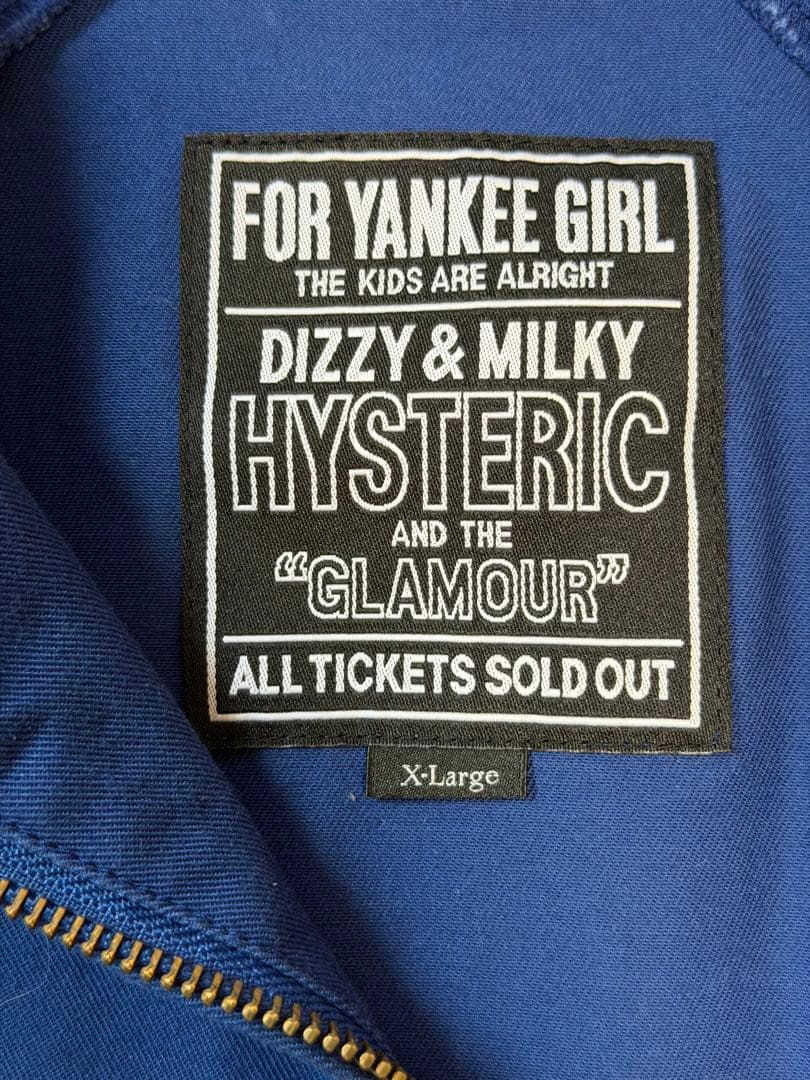 FOR YANKEE GIRL
THE KIDS ARE ALRIGHT
DIZZY & MILKY
HYSTERIC
AND THE
“GLAMOUR”
ALL TICKETS SOLD OUT
X-Large